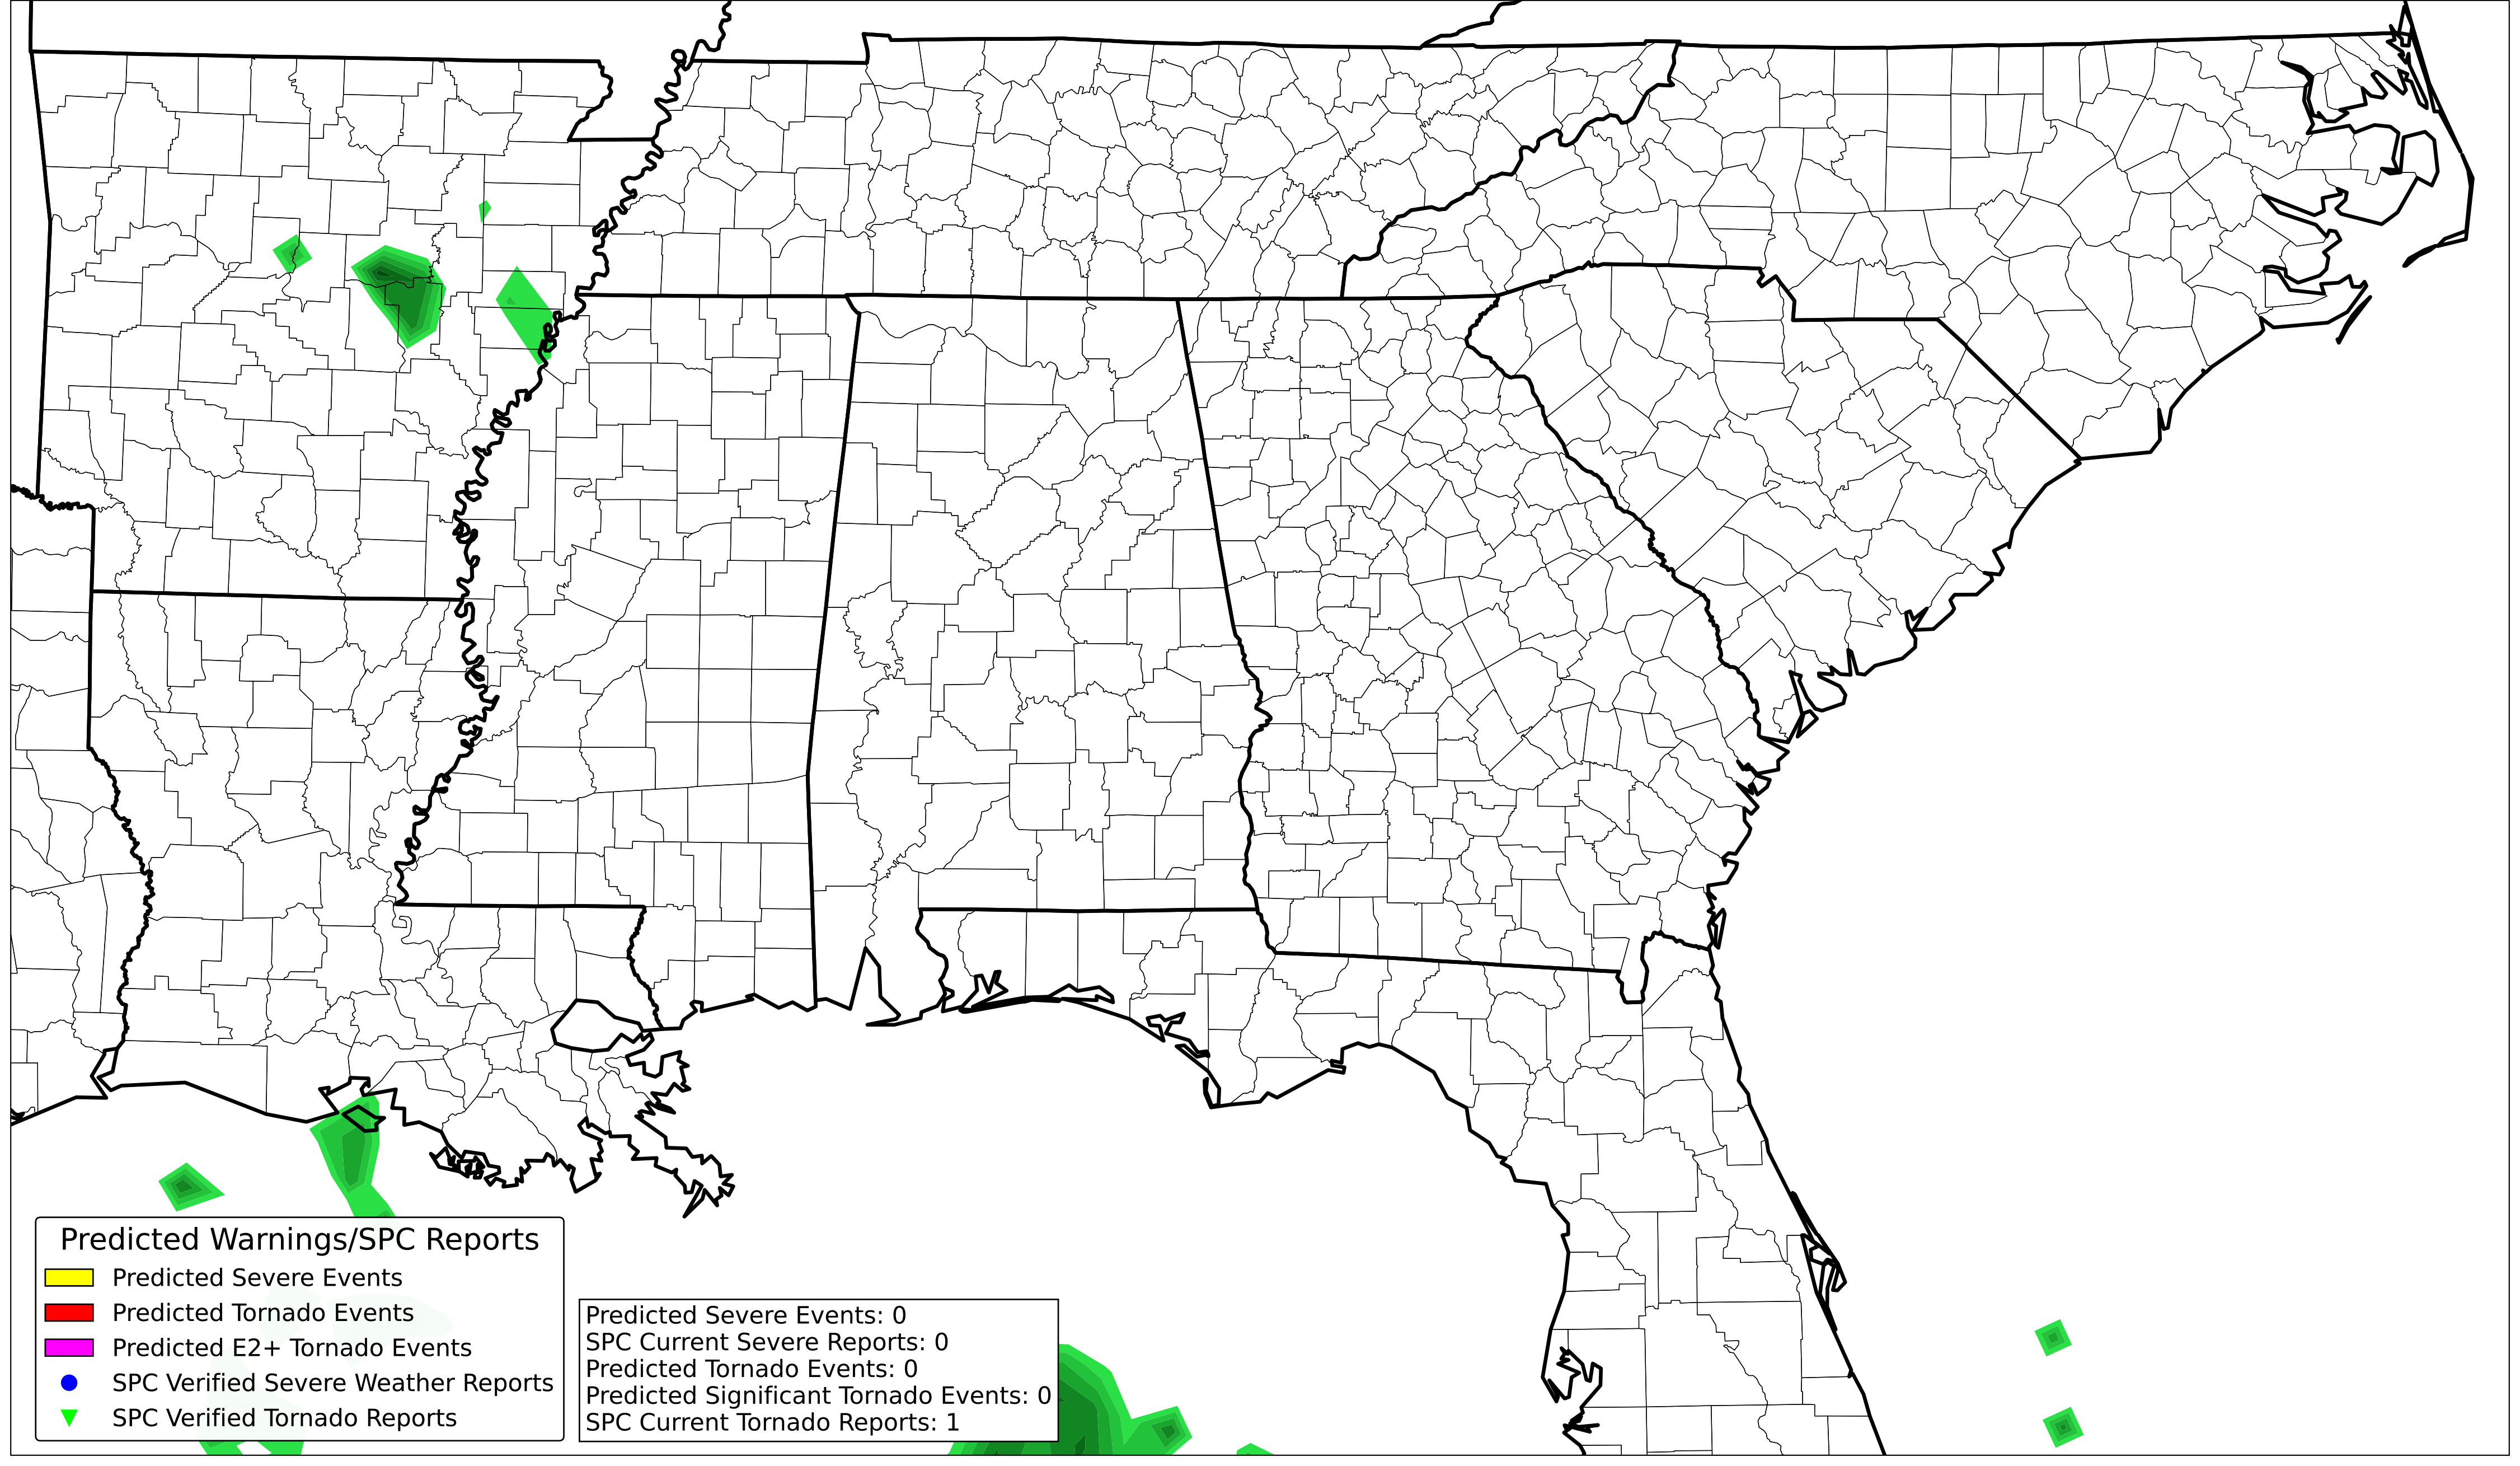 Predicted Warnings/SPC Reports
Predicted Severe Events
Predicted Tornado Events
Predicted E2+ Tornado Events
SPC Verified Severe Weather Reports
SPC Verified Tornado Reports
Predicted Severe Events: 0
SPC Current Severe Reports: 0
Predicted Tornado Events: 0
Predicted Significant Tornado Events: 0
SPC Current Tornado Reports: 1